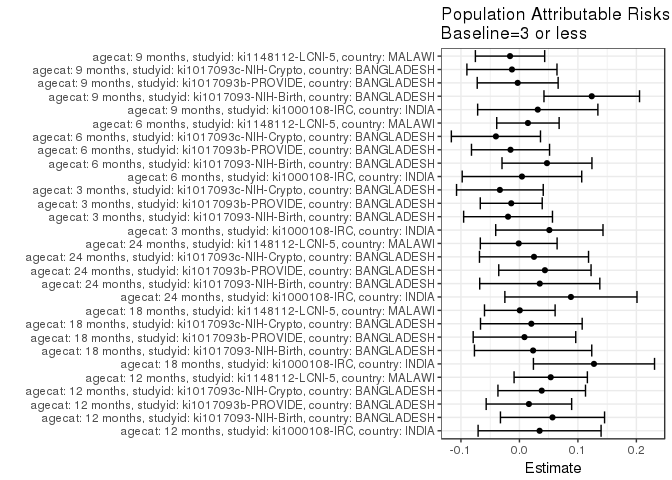 Population Attributable Risks
Baseline=3 or less
agecat: 9 months, studyid: ki1148112-LCNI-5, country: MALAWI
agecat: 9 months, studyid: ki1017093c-NIH-Crypto, country: BANGLADESH
agecat: 9 months, studyid: ki1017093b-PROVIDE, country: BANGLADESH
agecat: 9 months, studyid: ki1017093-NIH-Birth, country: BANGLADESH
agecat: 9 months, studyid: ki1000108-IRC, country: INDIA
agecat: 6 months, studyid: ki1148112-LCNI-5, country: MALAWI
agecat: 6 months, studyid: ki1017093c-NIH-Crypto, country: BANGLADESH
agecat: 6 months, studyid: ki1017093b-PROVIDE, country: BANGLADESH
agecat: 6 months, studyid: ki1017093-NIH-Birth, country: BANGLADESH
agecat: 6 months, studyid: ki1000108-IRC, country: INDIA
agecat: 3 months, studyid: ki1017093c-NIH-Crypto, country: BANGLADESH
agecat: 3 months, studyid: ki1017093b-PROVIDE, country: BANGLADESH
agecat: 3 months, studyid: ki1017093-NIH-Birth, country: BANGLADESH
agecat: 3 months, studyid: ki1000108-IRC, country: INDIA
agecat: 24 months, studyid: ki1148112-LCNI-5, country: MALAWI
agecat: 24 months, studyid: ki1017093c-NIH-Crypto, country: BANGLADESH
agecat: 24 months, studyid: ki1017093b-PROVIDE, country: BANGLADESH
agecat: 24 months, studyid: ki1017093-NIH-Birth, country: BANGLADESH
agecat: 24 months, studyid: ki1000108-IRC, country: INDIA
agecat: 18 months, studyid: ki1148112-LCNI-5, country: MALAWI
agecat: 18 months, studyid: ki1017093c-NIH-Crypto, country: BANGLADESH
agecat: 18 months, studyid: ki1017093b-PROVIDE, country: BANGLADESH
agecat: 18 months, studyid: ki1017093-NIH-Birth, country: BANGLADESH
agecat: 18 months, studyid: ki1000108-IRC, country: INDIA
agecat: 12 months, studyid: ki1148112-LCNI-5, country: MALAWI
agecat: 12 months, studyid: ki1017093c-NIH-Crypto, country: BANGLADESH
agecat: 12 months, studyid: ki1017093b-PROVIDE, country: BANGLADESH
agecat: 12 months, studyid: ki1017093-NIH-Birth, country: BANGLADESH
agecat: 12 months, studyid: ki1000108-IRC, country: INDIA
-0.1 0.0 0.1 0.2
Estimate